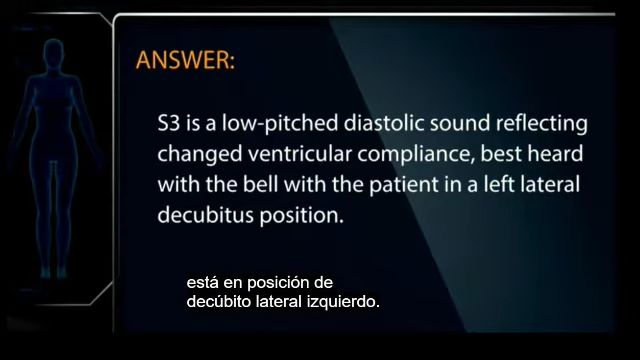 ANSWER:
S3 is a low-pitched diastolic sound reflecting
changed ventricular compliance, best heard
with the bell with the patient in a left lateral
decubitus position.
está en posición de
decúbito lateral izquierdo.